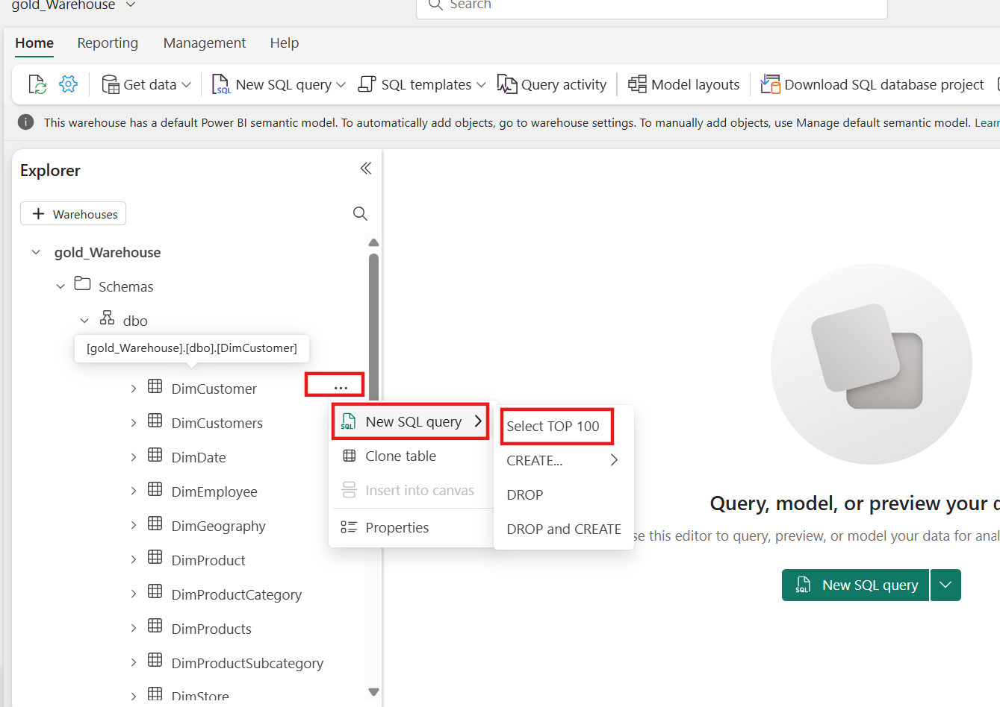 gold_Warehouse
Search
Home Reporting Management Help
Get data New SQL query SQL templates Query activity Model layouts Download SQL database project
This warehouse has a default Power BI semantic model. To automatically add objects, go to warehouse settings. To manually add objects, use Manage default semantic model. Learn
Explorer
Warehouses
gold_Warehouse
Schemas
dbo
[gold_Warehouse].[dbo].[DimCustomer]
DimCustomer ...
DimCustomers
DimDate
DimEmployee
DimGeography
DimProduct
DimProductCategory
DimProducts
DimProductSubcategory
DimStore
SQL New SQL query
Clone table
Insert into canvas
Properties
Select TOP 100
CREATE...
DROP
DROP and CREATE
Query, model, or preview your d
se this editor to query, preview, or model your data for anal
SQL New SQL query